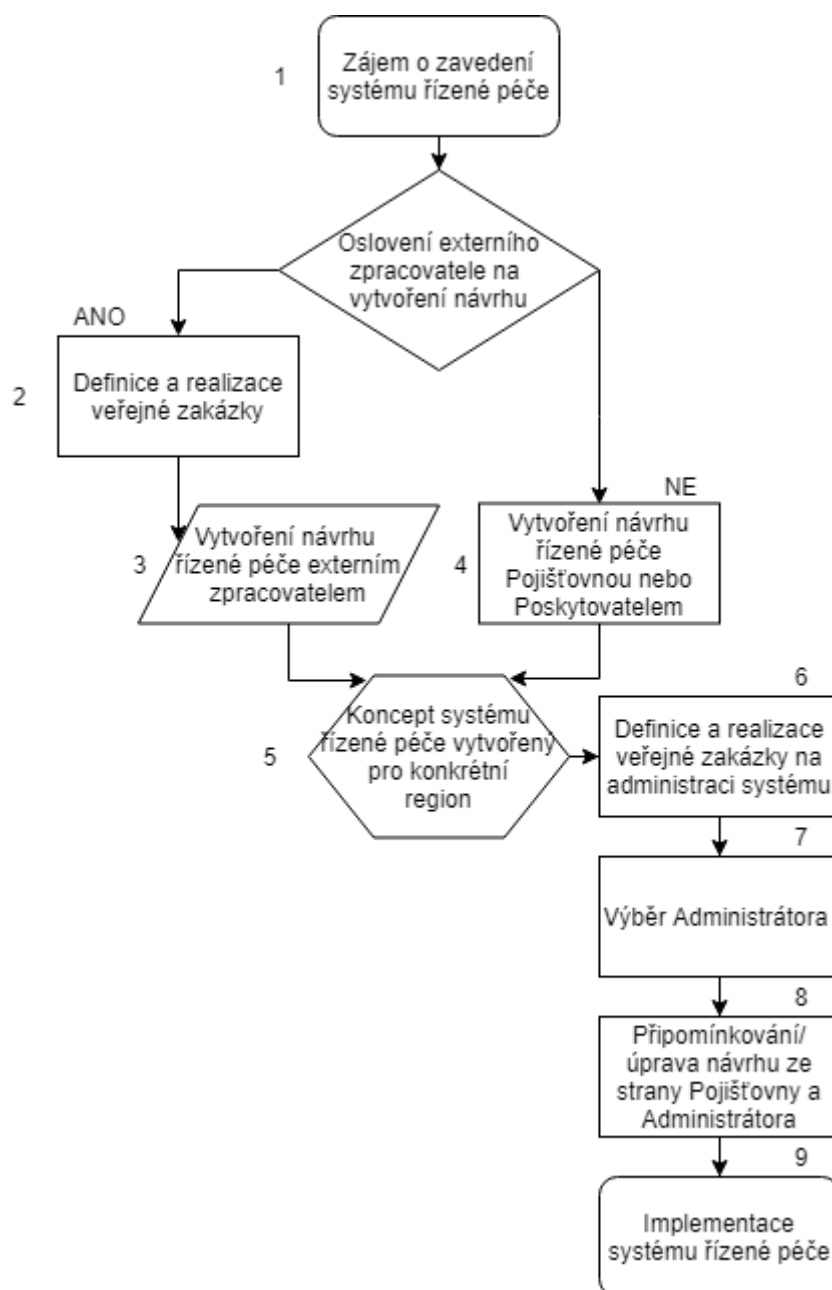 1
Zájem o zavedení
systému řízené péče
Oslovení externího
zpracovatele na
vytvoření návrhu
ANO
2
Definice a realizace
veřejné zakázky
NE
3
Vytvoření návrhu
řízené péče externím
zpracovatelem
4
Vytvoření návrhu
řízené péče
Pojišťovnou nebo
Poskytovatelem
5
Koncept systému
řízené péče vytvořený
pro konkrétní
region
6
Definice a realizace
veřejné zakázky na
administraci systému
7
Výběr Administrátora
8
Připomínkování/
úprava návrhu ze
strany Pojišťovny a
Administrátora
9
Implementace
systému řízené péče